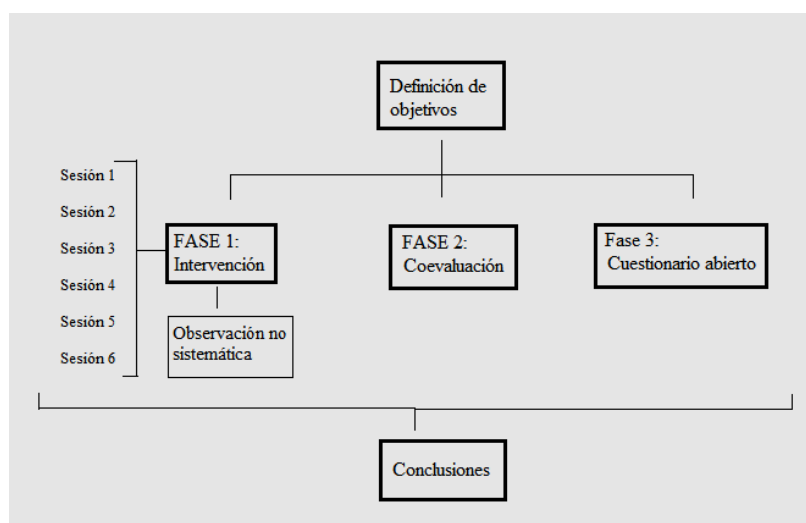 Definición de
objetivos
Sesión 1
Sesión 2
Sesión 3
Sesión 4
Sesión 5
Sesión 6
FASE 1:
Intervención
Observación no
sistemática
FASE 2:
Coevaluación
Fase 3:
Cuestionario abierto
Conclusiones